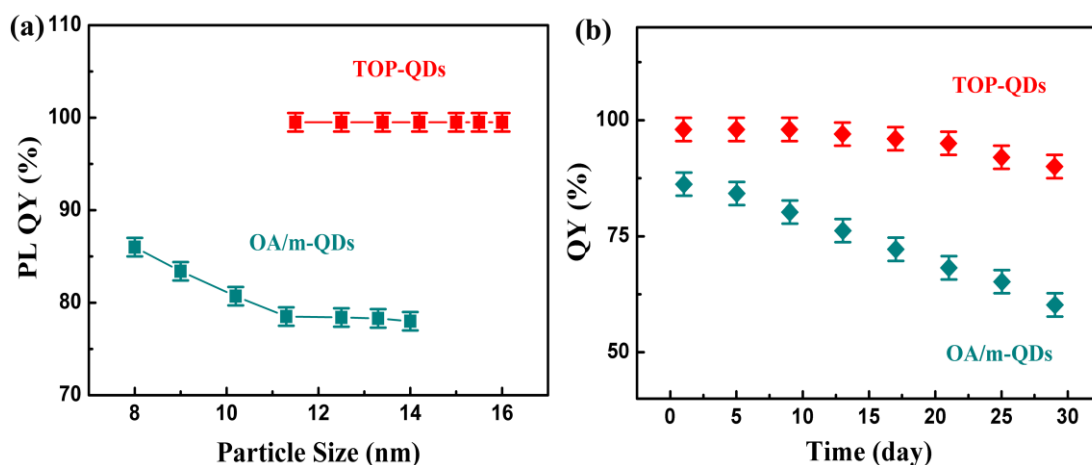 (a)
110
100
90
80
70
PL QY (%)
TOP-QDs
OA/m-QDs
8 10 12 14 16
Particle Size (nm)
(b)
100
75
50
QY (%)
TOP-QDs
OA/m-QDs
0 5 10 15 20 25 30
Time (day)